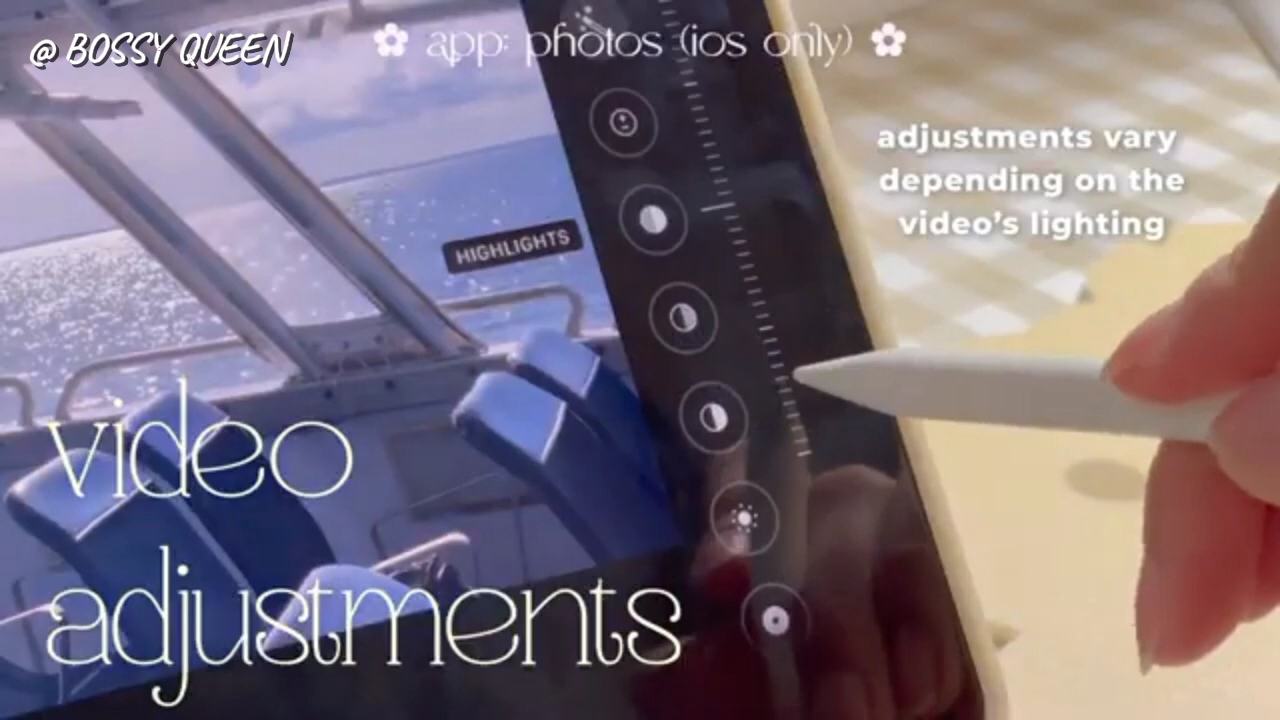 @ BOSSY QUEEN
app: photos (ios only)
adjustments vary
depending on the
video's lighting
HIGHLIGHTS
video
adjustments